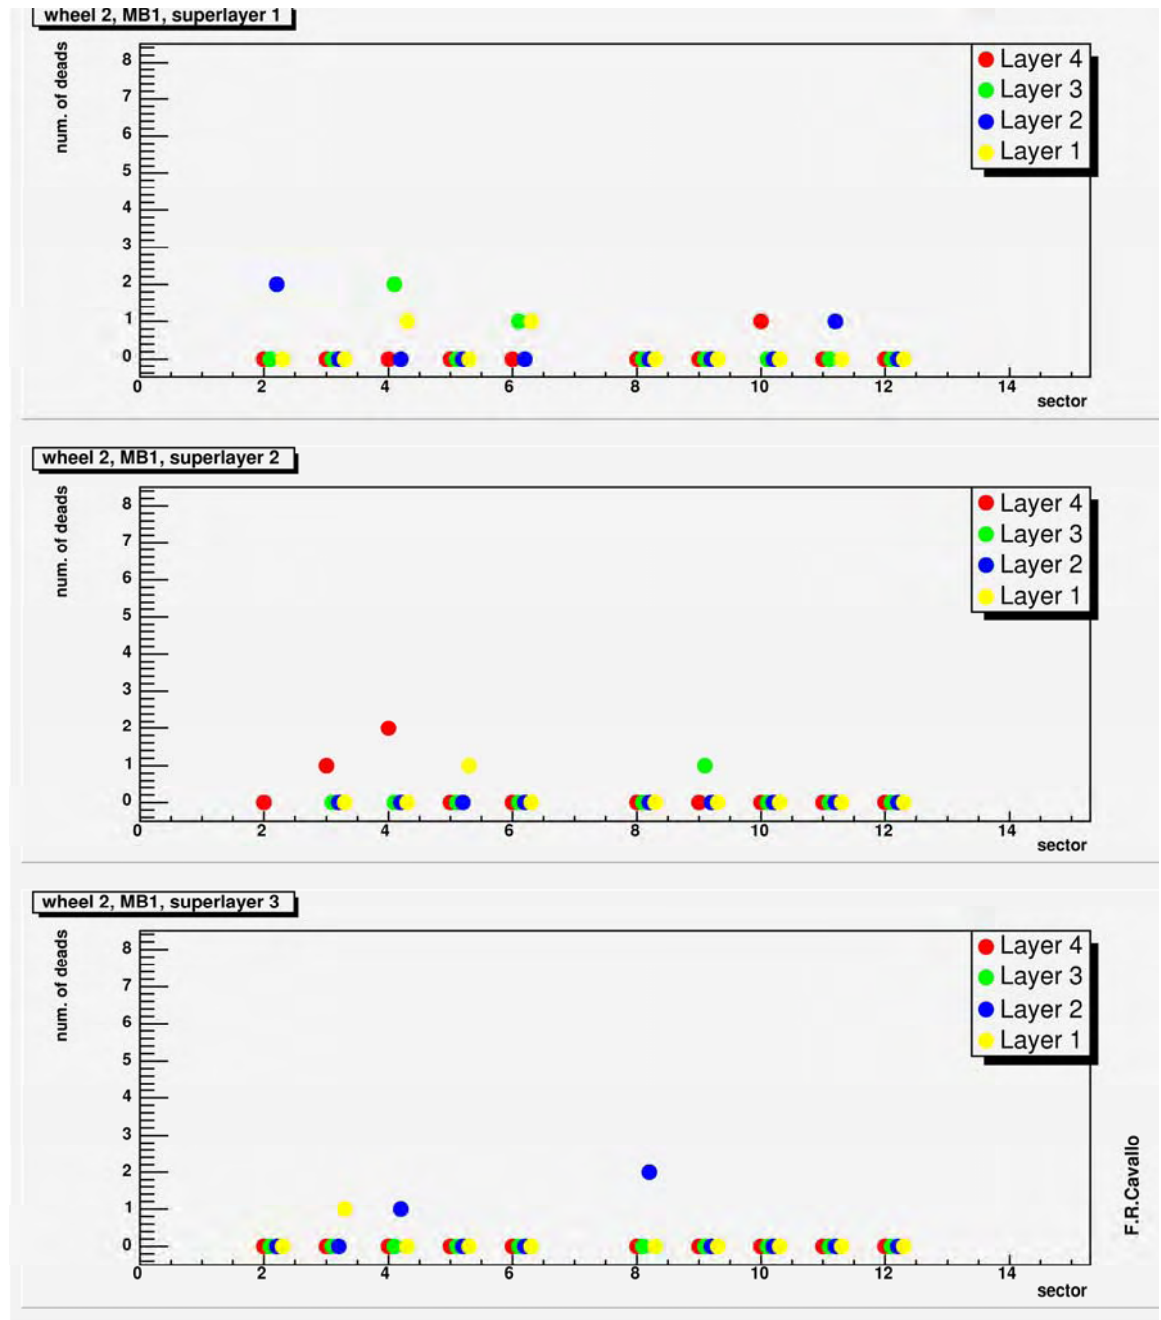 wheel 2, MB1, superlayer 1
num. of deads
8
7
6
5
4
3
2
1
0
Layer 4
Layer 3
Layer 2
Layer 1
0 2 4 6 8 10 12 14
sector
wheel 2, MB1, superlayer 2
num. of deads
8
7
6
5
4
3
2
1
0
Layer 4
Layer 3
Layer 2
Layer 1
0 2 4 6 8 10 12 14
sector
wheel 2, MB1, superlayer 3
num. of deads
8
7
6
5
4
3
2
1
0
Layer 4
Layer 3
Layer 2
Layer 1
0 2 4 6 8 10 12 14
sector
F.R.Cavallo